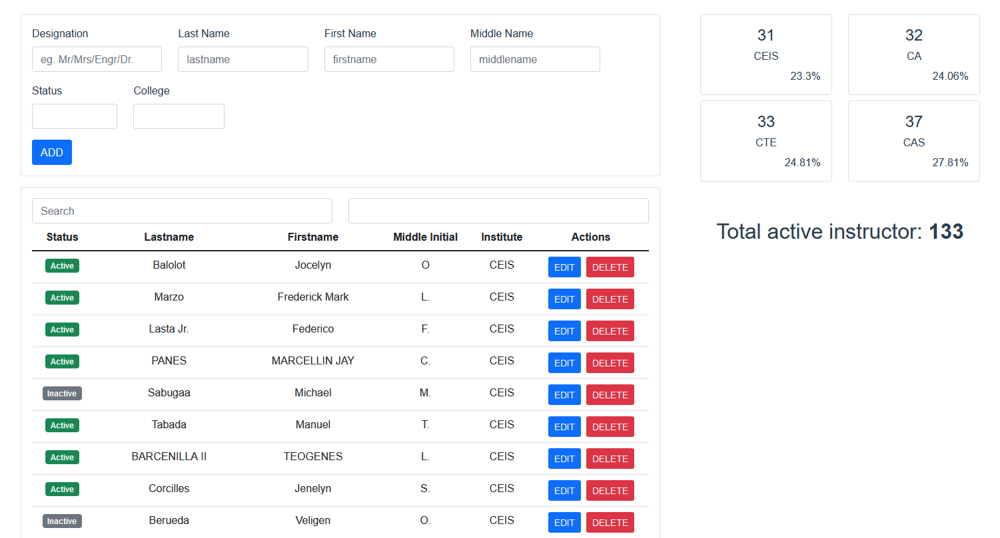 Designation Last Name First Name Middle Name
eg. Mr/Mrs/Engr/Dr. lastname firstname middlename
Status College
ADD
31
CEIS
23.3%
32
CA
24.06%
33
CTE
24.81%
37
CAS
27.81%
Total active instructor: 133
Search
Status Lastname Firstname Middle Initial Institute Actions
Active Balolot Jocelyn O CEIS EDIT DELETE
Active Marzo Frederick Mark L. CEIS EDIT DELETE
Active Lasta Jr. Federico F. CEIS EDIT DELETE
Active PANES MARCELLIN JAY C. CEIS EDIT DELETE
Inactive Sabugaa Michael M. CEIS EDIT DELETE
Active Tabada Manuel T. CEIS EDIT DELETE
Active BARCENILLA II TEOGENES L. CEIS EDIT DELETE
Active Corcilles Jenelyn S. CEIS EDIT DELETE
Inactive Berueda Veligen O. CEIS EDIT DELETE